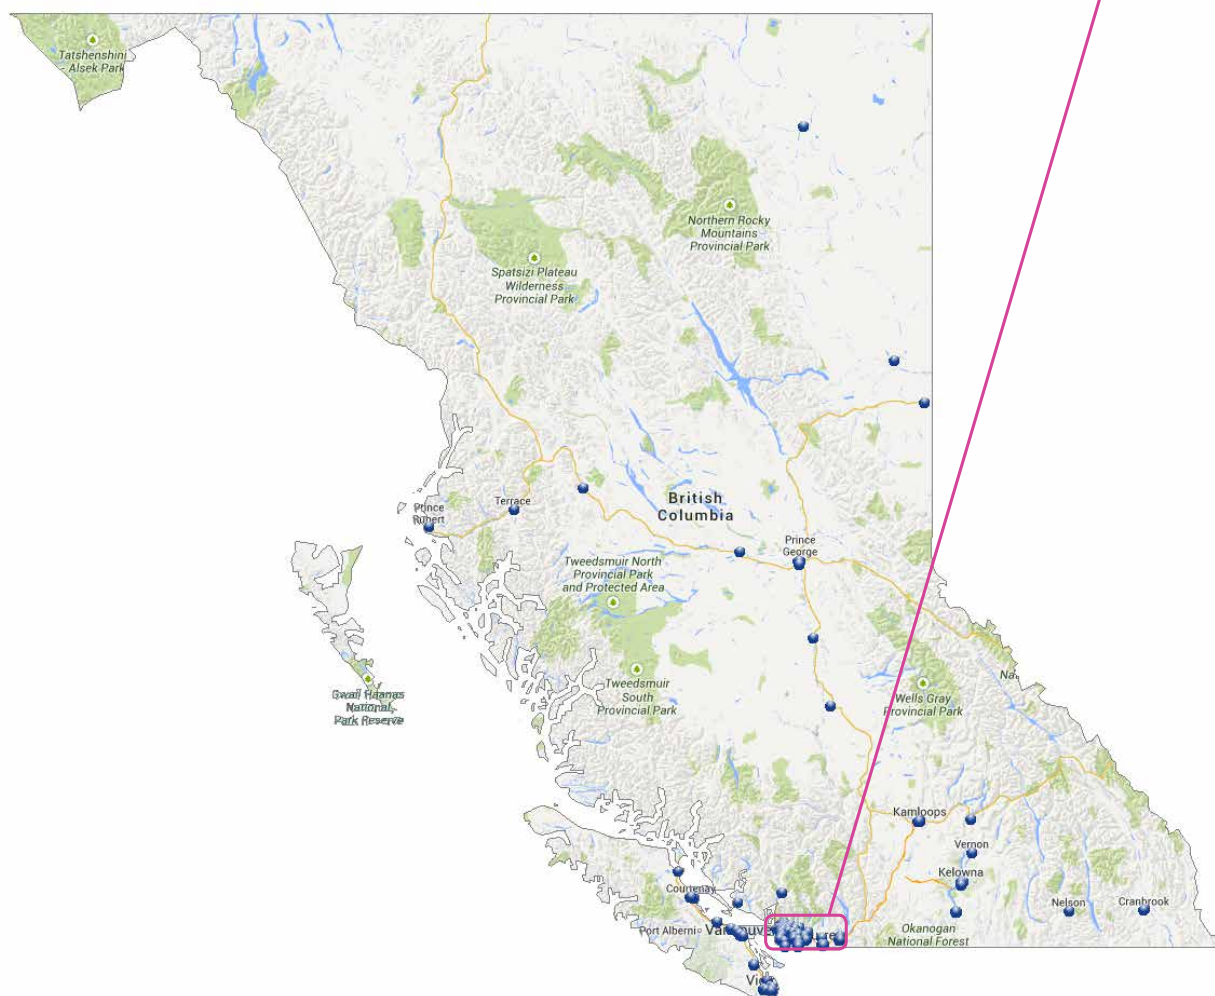 Tatshenshini
- Alsek Park
Northern Rocky
Mountains
Provincial Park
Spatsizi Plateau
Wilderness
Provincial Park
British
Columbia
Terrace
Prince
Rupert
Prince
George
Tweedsmuir North
Provincial Park
and Protected Area
Tweedsmuir
South
Provincial Park
Gwaii Haanas
National
Park Reserve
Na
Wells Gray
Provincial Park
Kamloops
Vernon
Kelowna
Courtenay
Nelson
Cranbrook
Port Alberni
Okanogan
National Forest
Vi